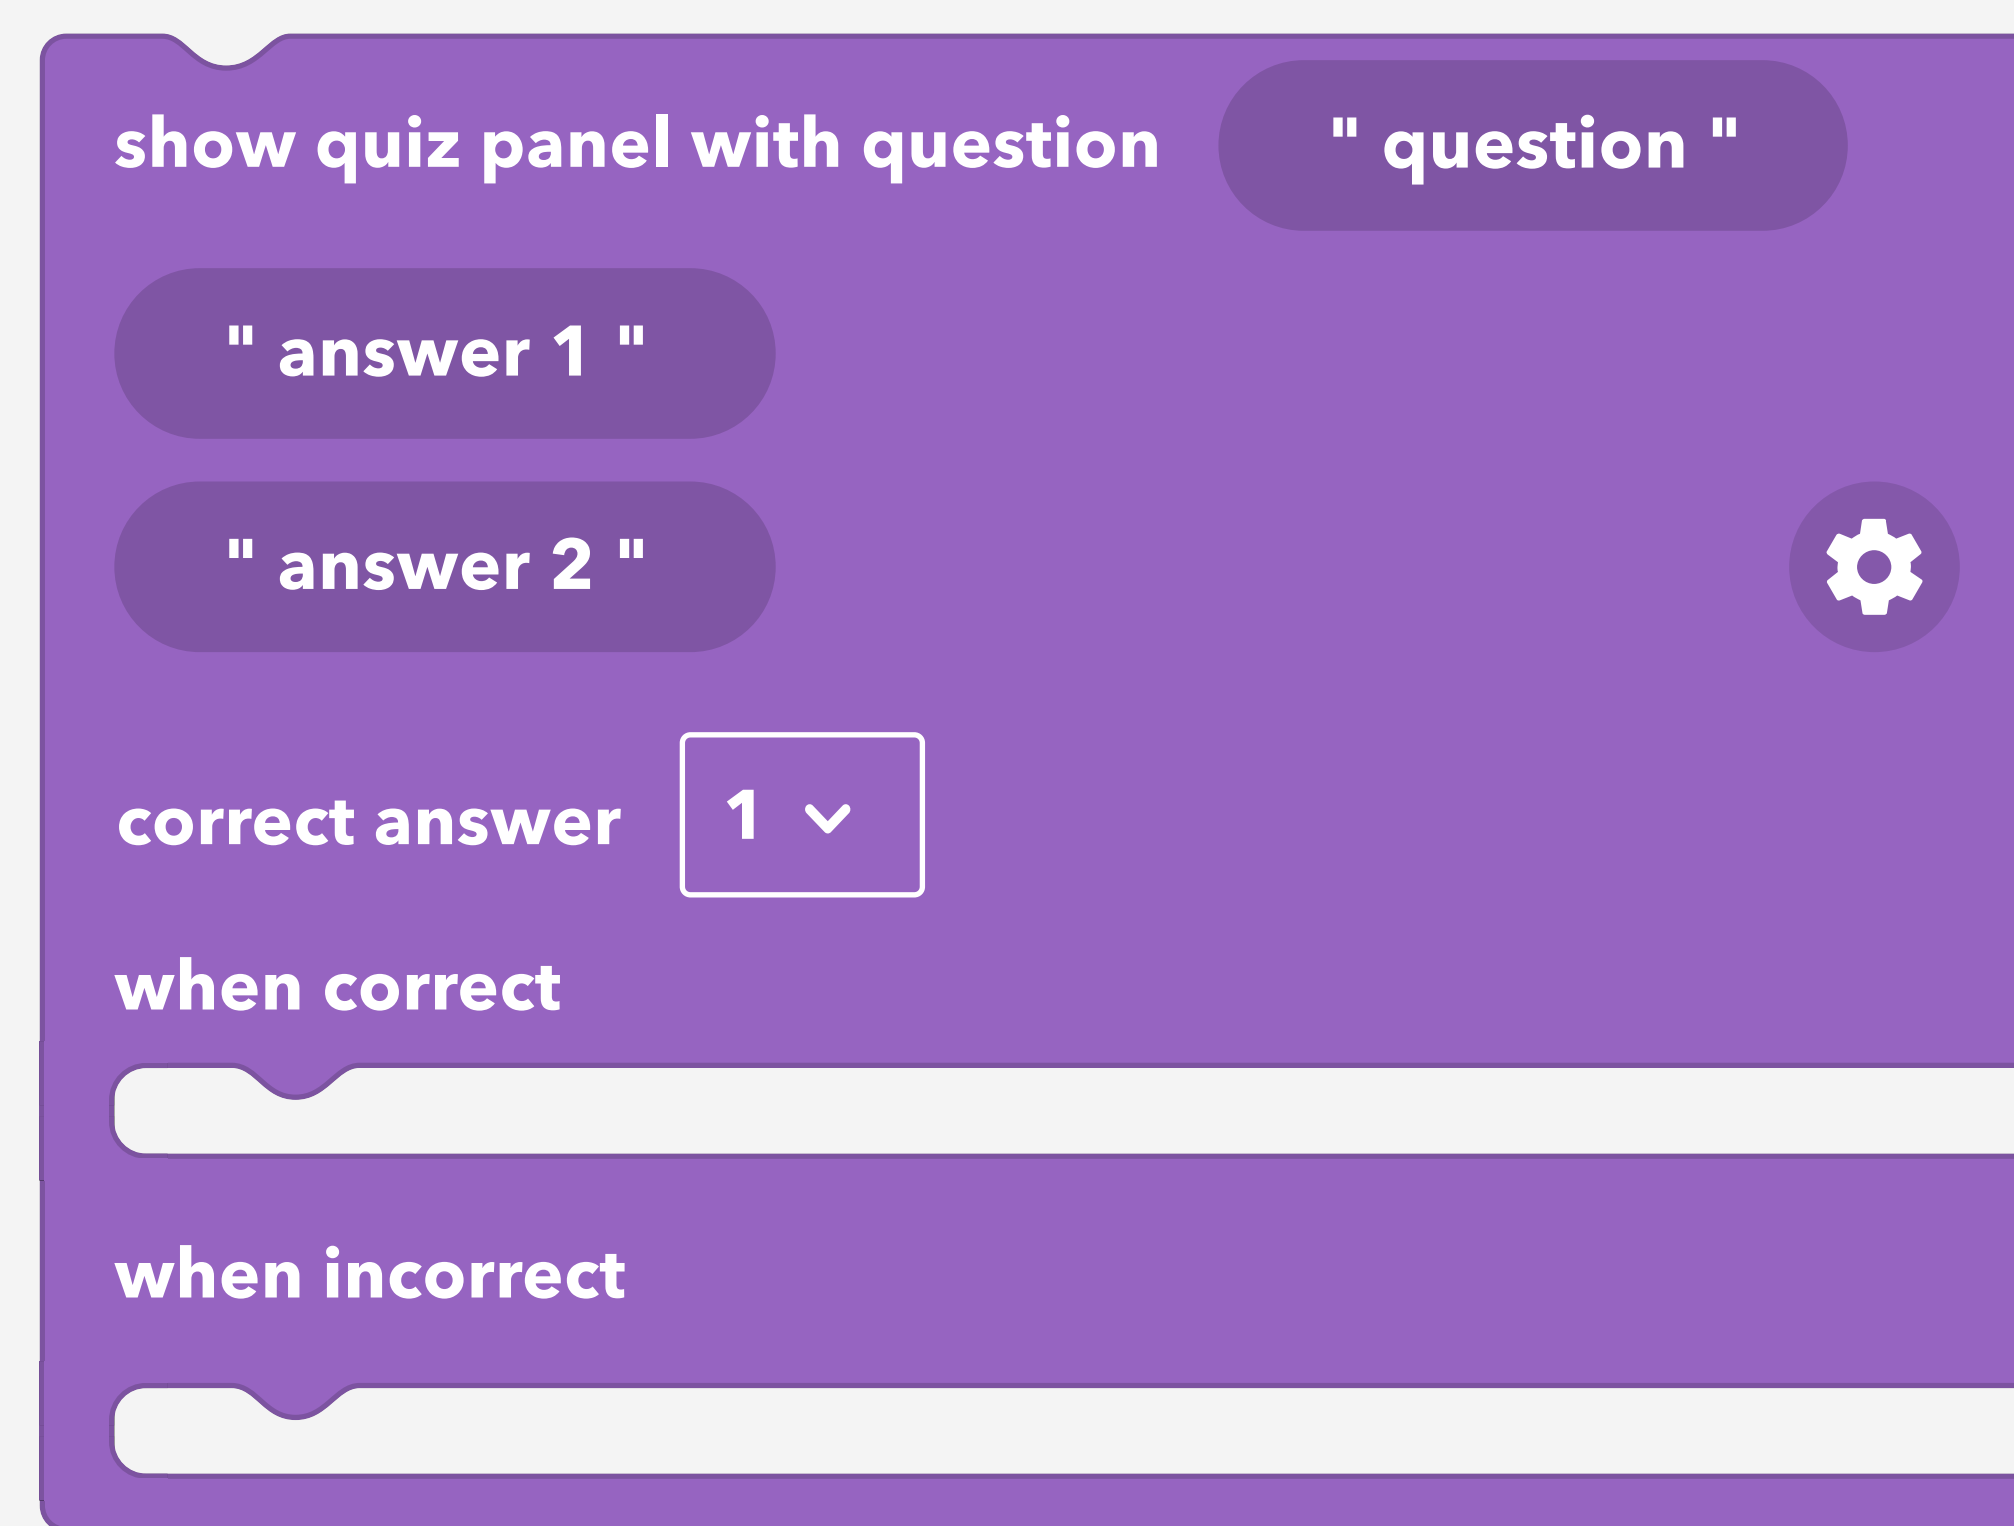 show quiz panel with question " question "
" answer 1 "
" answer 2 "
correct answer 1
when correct
when incorrect